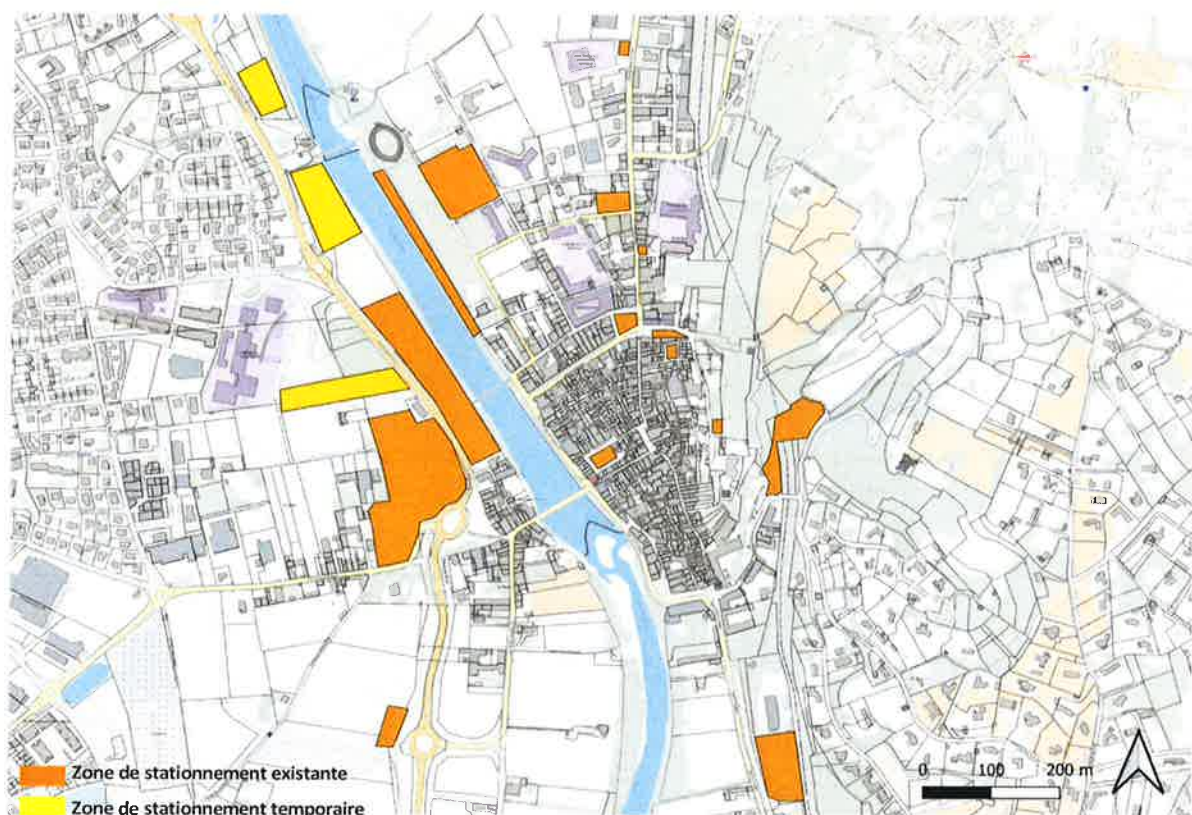 0 100 200 m
Zone de stationnement existante
Zone de stationnement temporaire